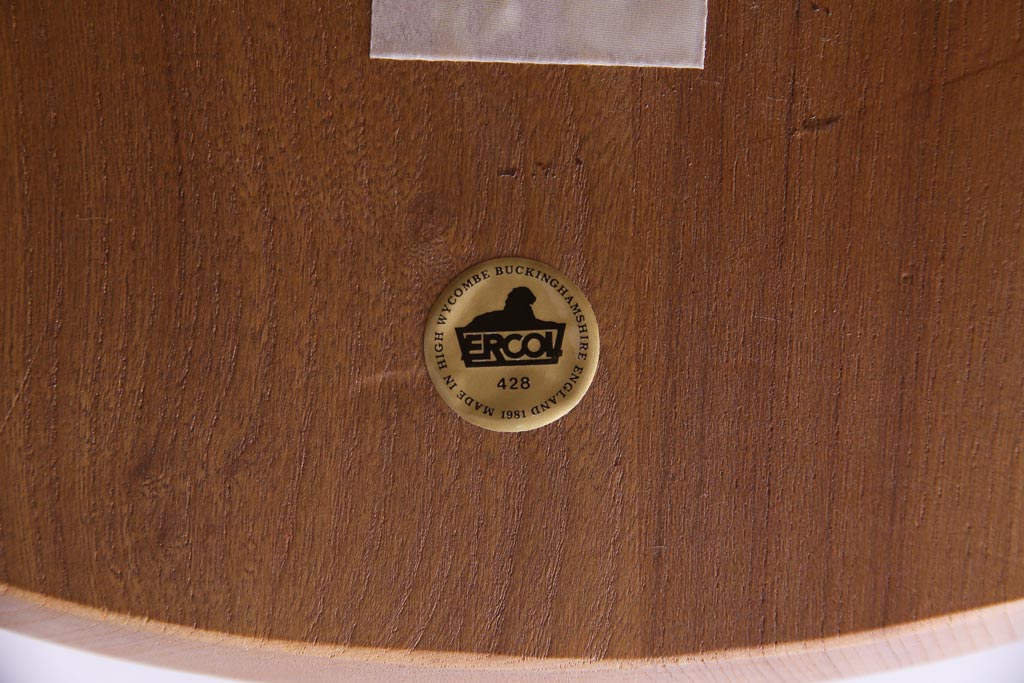 MADE IN HIGH WYCOMBE BUCKINGHAMSHIRE ENGLAND
ERCOL
428
1981